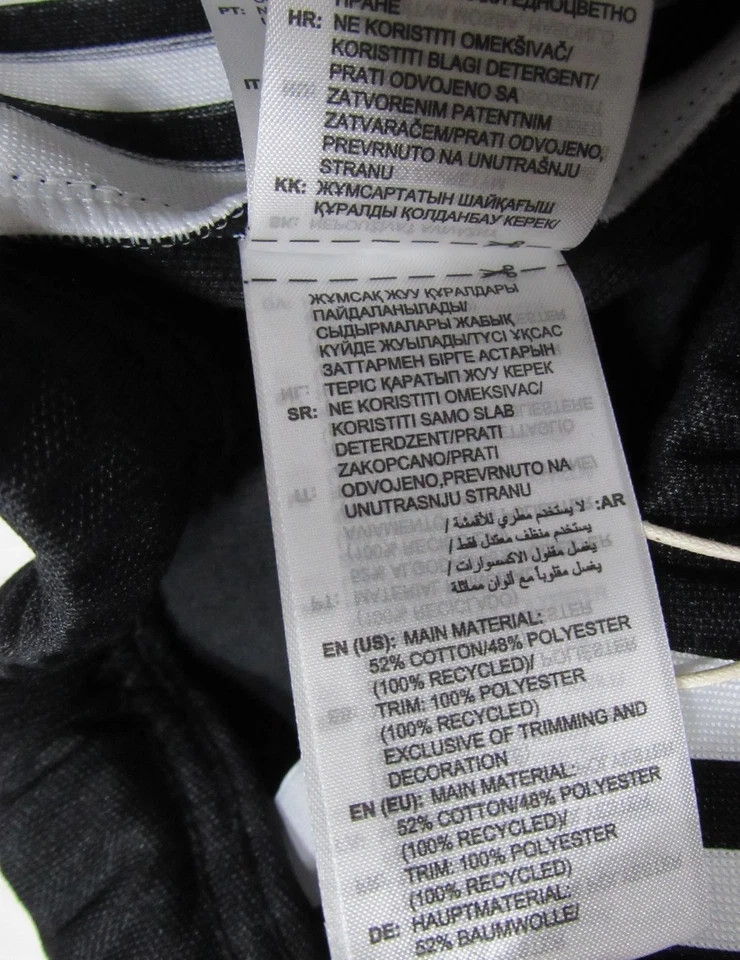 PT:
IT
ПРАНЕ
HR: NE KORISTITI OMEKŠIVAČ/
KORISTITI BLAGI DETERGENT/
PRATI ODVOJENO SA
ZATVORENIM PATENTNIM
ZATVARAČEM/PRATI ODVOJENO,
PREVRNUTO NA UNUTRAŠNJU
STRANU
KK: ЖҰМСАРТАТЫН ШАЙҚАҒЫШ
ҚҰРАЛДЫ ҚОЛДАНБАУ КЕРЕК/
ЖҰМСАҚ ЖУУ ҚҰРАЛДАРЫ
ПАЙДАЛАНЫЛАДЫ/
СЫДЫРМАЛАРЫ ЖАБЫҚ
КҮЙДЕ ЖУЫЛАДЫ/ТҮСІ ҰҚСАС
ЗАТТАРМЕН БІРГЕ АСТАРЫН
ТЕРІС ҚАРАТЫП ЖУУ КЕРЕК
SR: NE KORISTITI OMEKSIVAC/
KORISTITI SAMO SLAB
DETERDZENT/PRATI
ZAKOPCANO/PRATI
ODVOJENO,PREVRNUTO NA
UNUTRASNJU STRANU
AR: لا يستخدم مطري للأقمشة /
يستخدم منظف معتدل فقط /
يغسل مقفول الاكسسوارات /
يغسل مقلوباً مع ألوان مماثلة
EN (US): MAIN MATERIAL:
52% COTTON/48% POLYESTER
(100% RECYCLED)/
TRIM: 100% POLYESTER
(100% RECYCLED)
EXCLUSIVE OF TRIMMING AND
DECORATION
EN (EU): MAIN MATERIAL:
52% COTTON/48% POLYESTER
(100% RECYCLED)/
TRIM: 100% POLYESTER
(100% RECYCLED)
DE: HAUPTMATERIAL:
52% BAUMWOLLE/